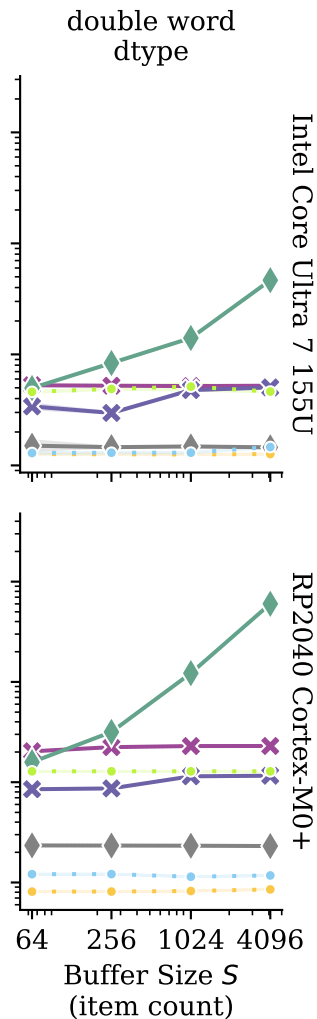 double word
dtype
Intel Core Ultra 7 155U
RP2040 Cortex-M0+
64 256 1024 4096
Buffer Size S
(item count)